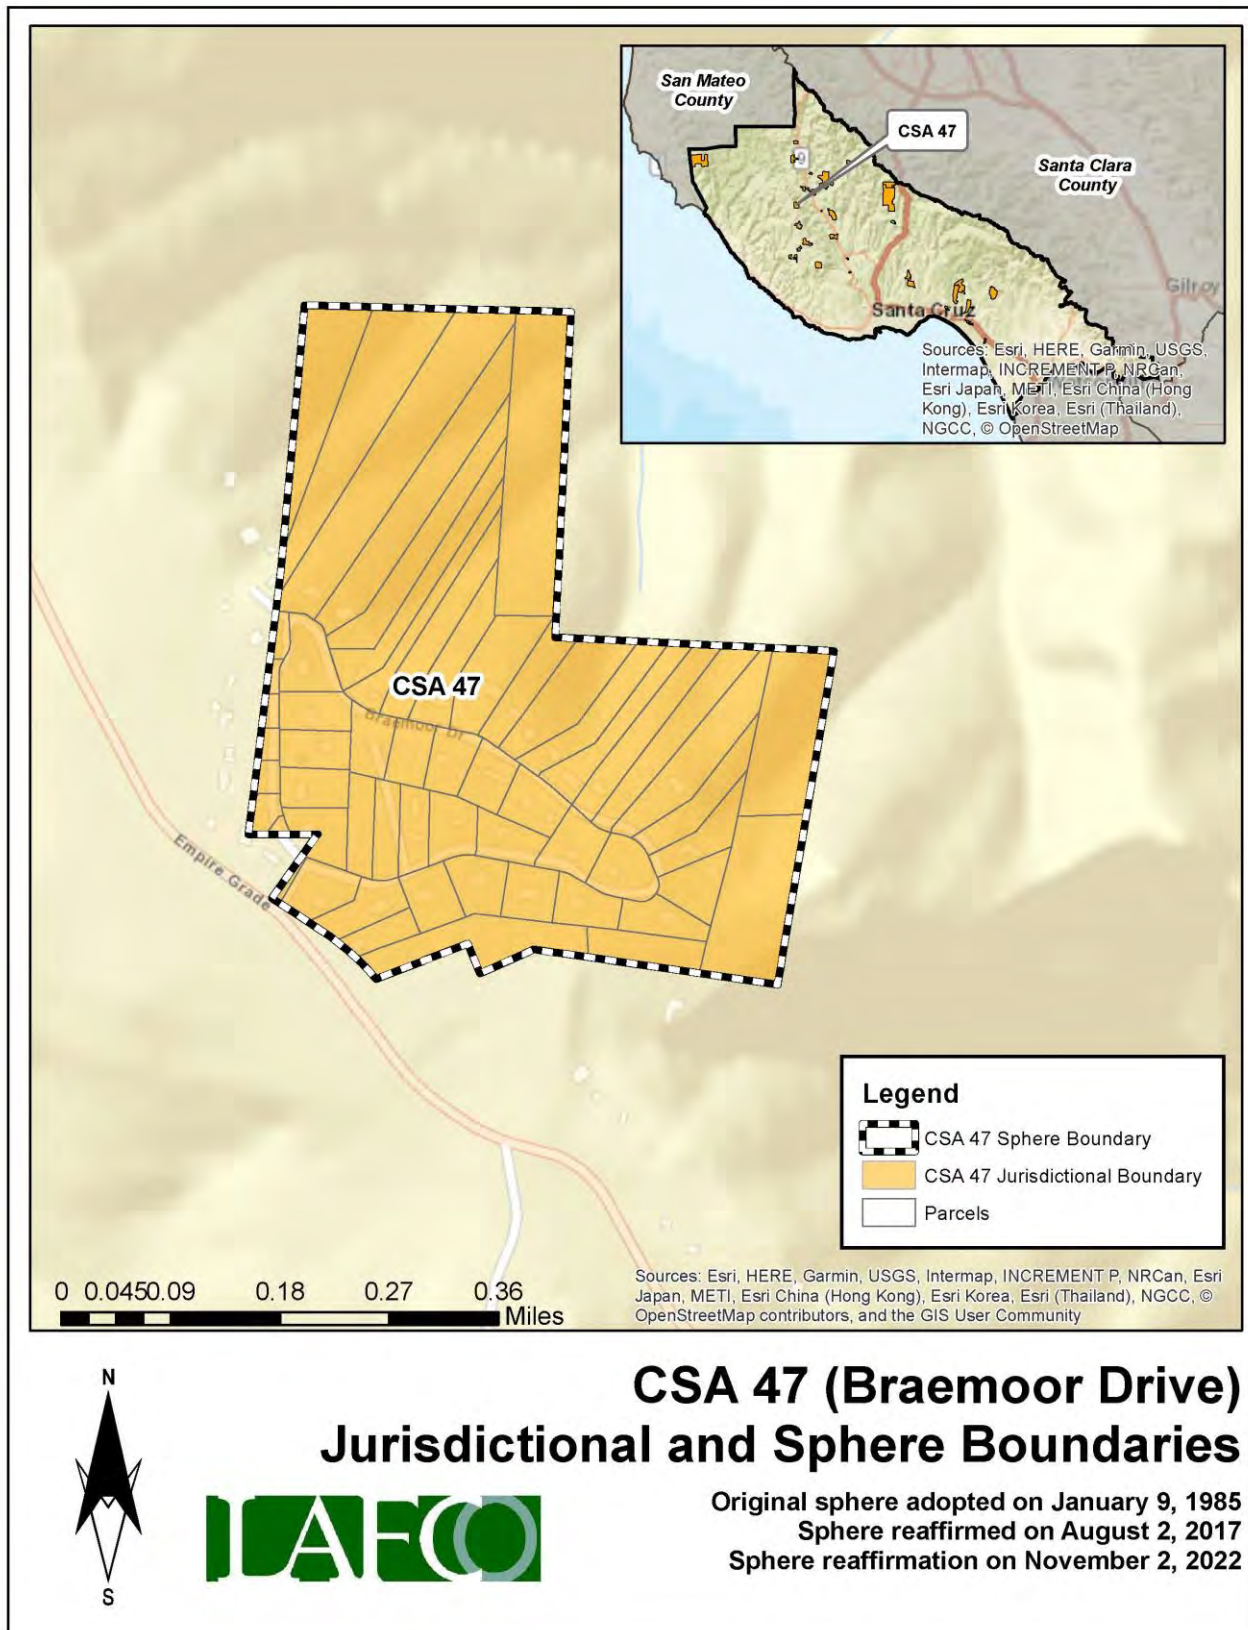 San Mateo
County
CSA 47
9
Santa Clara
County
Gilroy
Santa Cruz
Sources: Esri, HERE, Garmin, USGS,
Intermap, INCREMENT P, NRCan,
Esri Japan, METI, Esri China (Hong
Kong), Esri Korea, Esri (Thailand),
NGCC, © OpenStreetMap
CSA 47
Braemoor Dr
Empire Grade
Legend
CSA 47 Sphere Boundary
CSA 47 Jurisdictional Boundary
Parcels
0 0.0450.09 0.18 0.27 0.36
Miles
Sources: Esri, HERE, Garmin, USGS, Intermap, INCREMENT P, NRCan, Esri
Japan, METI, Esri China (Hong Kong), Esri Korea, Esri (Thailand), NGCC, ©
OpenStreetMap contributors, and the GIS User Community
N
S
CSA 47 (Braemoor Drive)
Jurisdictional and Sphere Boundaries
LAFCO
Original sphere adopted on January 9, 1985
Sphere reaffirmed on August 2, 2017
Sphere reaffirmation on November 2, 2022